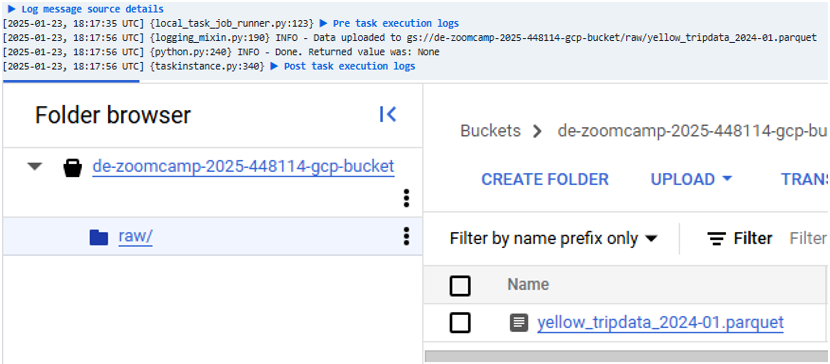 ▶ Log message source details
[2025-01-23, 18:17:35 UTC] {local_task_job_runner.py:123} ▶ Pre task execution logs
[2025-01-23, 18:17:56 UTC] {logging_mixin.py:190} INFO - Data uploaded to gs://de-zoomcamp-2025-448114-gcp-bucket/raw/yellow_tripdata_2024-01.parquet
[2025-01-23, 18:17:56 UTC] {python.py:240} INFO - Done. Returned value was: None
[2025-01-23, 18:17:56 UTC] {taskinstance.py:340} ▶ Post task execution logs
Folder browser
de-zoomcamp-2025-448114-gcp-bucket
raw/
Buckets > de-zoomcamp-2025-448114-gcp-bu
CREATE FOLDER UPLOAD TRANS
Filter by name prefix only Filter Filter
Name
yellow_tripdata_2024-01.parquet